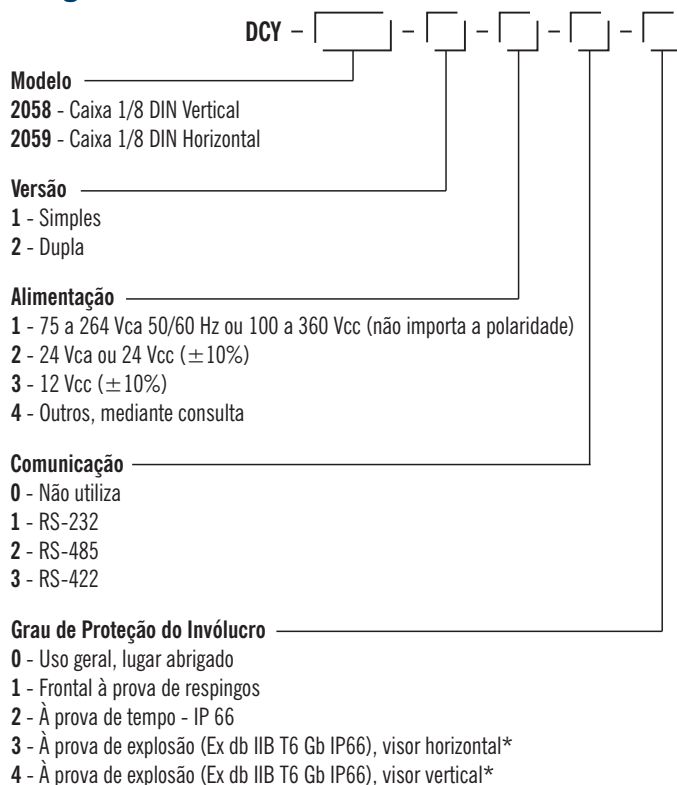 DCY – – – – –
Modelo
2058 - Caixa 1/8 DIN Vertical
2059 - Caixa 1/8 DIN Horizontal
Versão
1 - Simples
2 - Dupla
Alimentação
1 - 75 a 264 Vca 50/60 Hz ou 100 a 360 Vcc (não importa a polaridade)
2 - 24 Vca ou 24 Vcc (±10%)
3 - 12 Vcc (±10%)
4 - Outros, mediante consulta
Comunicação
0 - Não utiliza
1 - RS-232
2 - RS-485
3 - RS-422
Grau de Proteção do Invólucro
0 - Uso geral, lugar abrigado
1 - Frontal à prova de respingos
2 - À prova de tempo - IP 66
3 - À prova de explosão (Ex db IIB T6 Gb IP66), visor horizontal*
4 - À prova de explosão (Ex db IIB T6 Gb IP66), visor vertical*